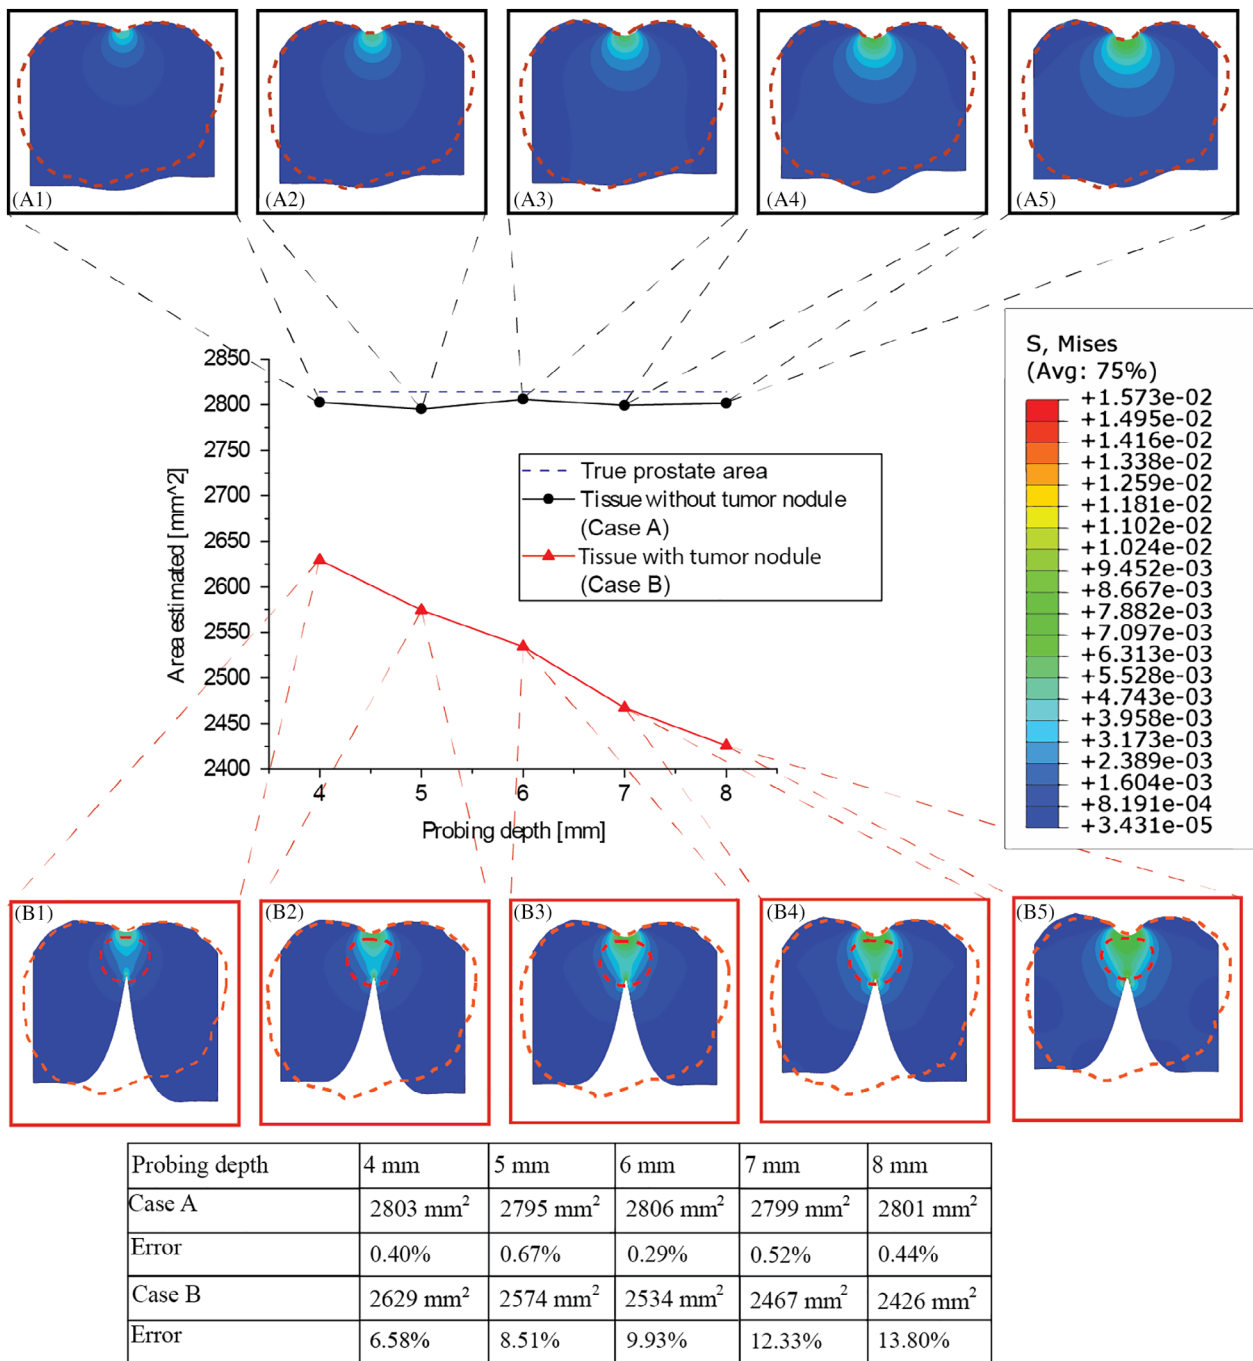 (A1)
(A2)
(A3)
(A4)
(A5)
2850
2800
2750
2700
2650
2600
2550
2500
2450
2400
Area estimated [mm^2]
True prostate area
Tissue without tumor nodule
(Case A)
Tissue with tumor nodule
(Case B)
4
5
6
7
8
Probing depth [mm]
S, Mises
(Avg: 75%)
+1.573e-02
+1.495e-02
+1.416e-02
+1.338e-02
+1.259e-02
+1.181e-02
+1.102e-02
+1.024e-02
+9.452e-03
+8.667e-03
+7.882e-03
+7.097e-03
+6.313e-03
+5.528e-03
+4.743e-03
+3.958e-03
+3.173e-03
+2.389e-03
+1.604e-03
+8.191e-04
+3.431e-05
(B1)
(B2)
(B3)
(B4)
(B5)
Probing depth 4 mm 5 mm 6 mm 7 mm 8 mm
Case A 2803 mm² 2795 mm² 2806 mm² 2799 mm² 2801 mm²
Error 0.40% 0.67% 0.29% 0.52% 0.44%
Case B 2629 mm² 2574 mm² 2534 mm² 2467 mm² 2426 mm²
Error 6.58% 8.51% 9.93% 12.33% 13.80%